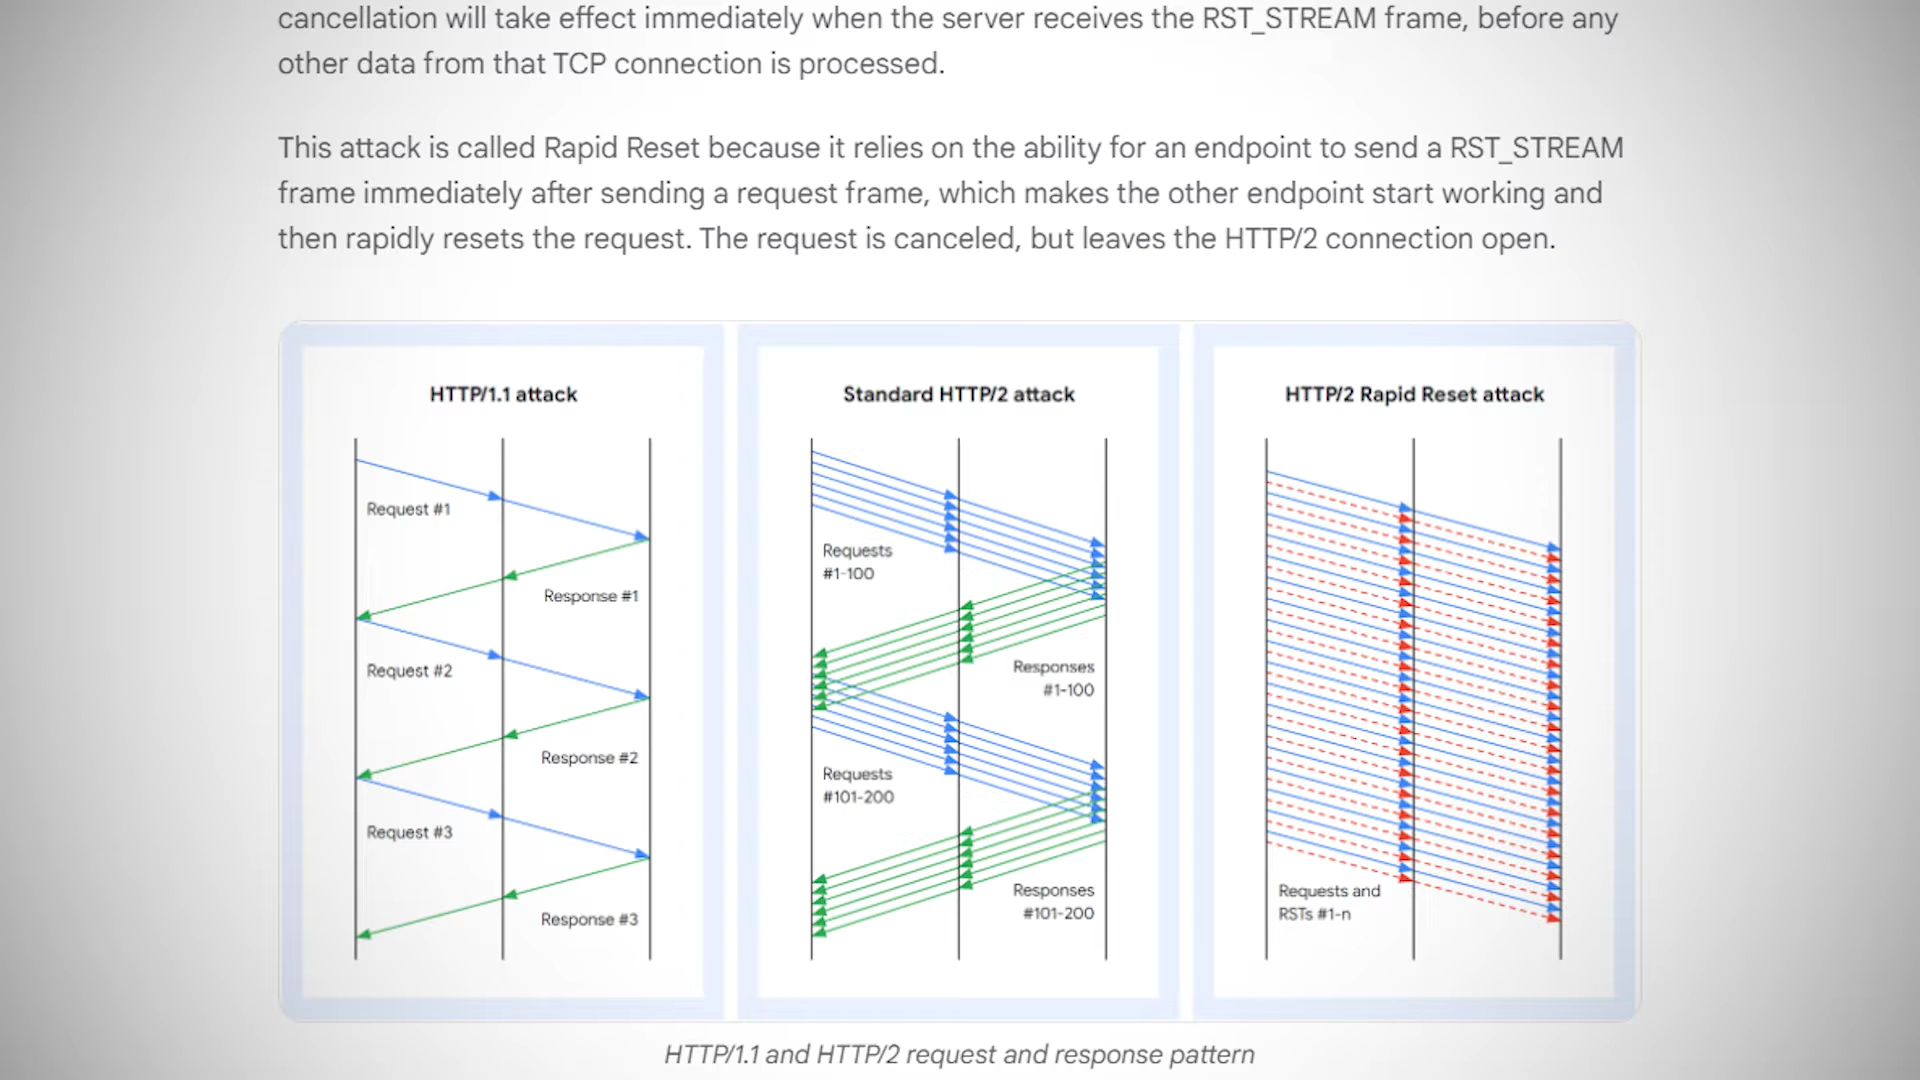 cancellation will take effect immediately when the server receives the RST_STREAM frame, before any
other data from that TCP connection is processed.
This attack is called Rapid Reset because it relies on the ability for an endpoint to send a RST_STREAM
frame immediately after sending a request frame, which makes the other endpoint start working and
then rapidly resets the request. The request is canceled, but leaves the HTTP/2 connection open.
HTTP/1.1 attack
Request #1
Response #1
Request #2
Response #2
Request #3
Response #3
Standard HTTP/2 attack
Requests
#1-100
Responses
#1-100
Requests
#101-200
Responses
#101-200
HTTP/2 Rapid Reset attack
Requests and
RSTs #1-n
HTTP/1.1 and HTTP/2 request and response pattern